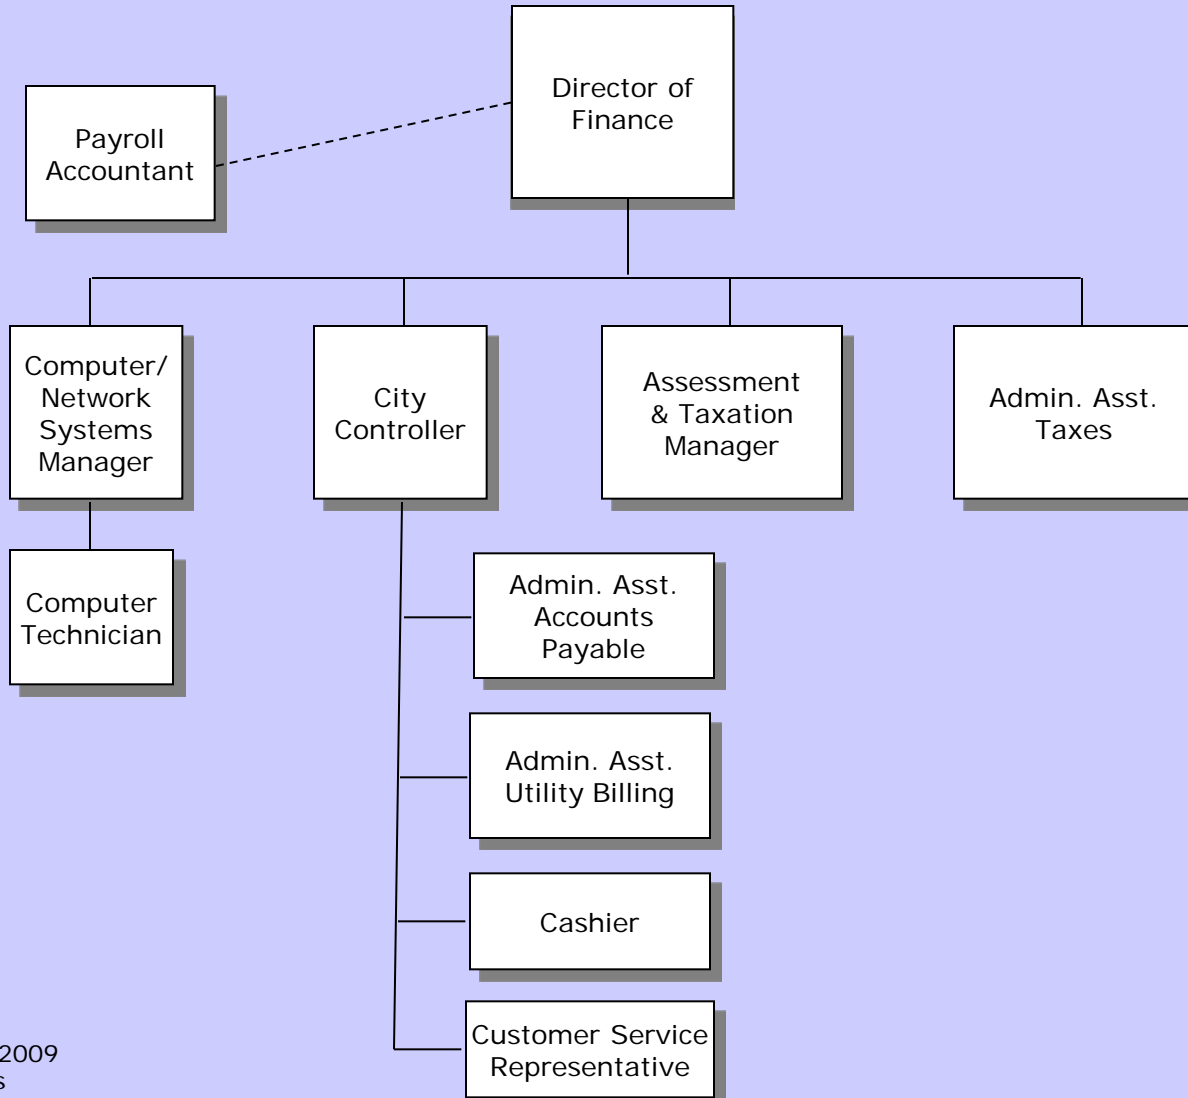 Director of
Finance
Payroll
Accountant
Computer/
Network
Systems
Manager
City
Controller
Assessment
& Taxation
Manager
Admin. Asst.
Taxes
Computer
Technician
Admin. Asst.
Accounts
Payable
Admin. Asst.
Utility Billing
Cashier
Customer Service
Representative
2009
s